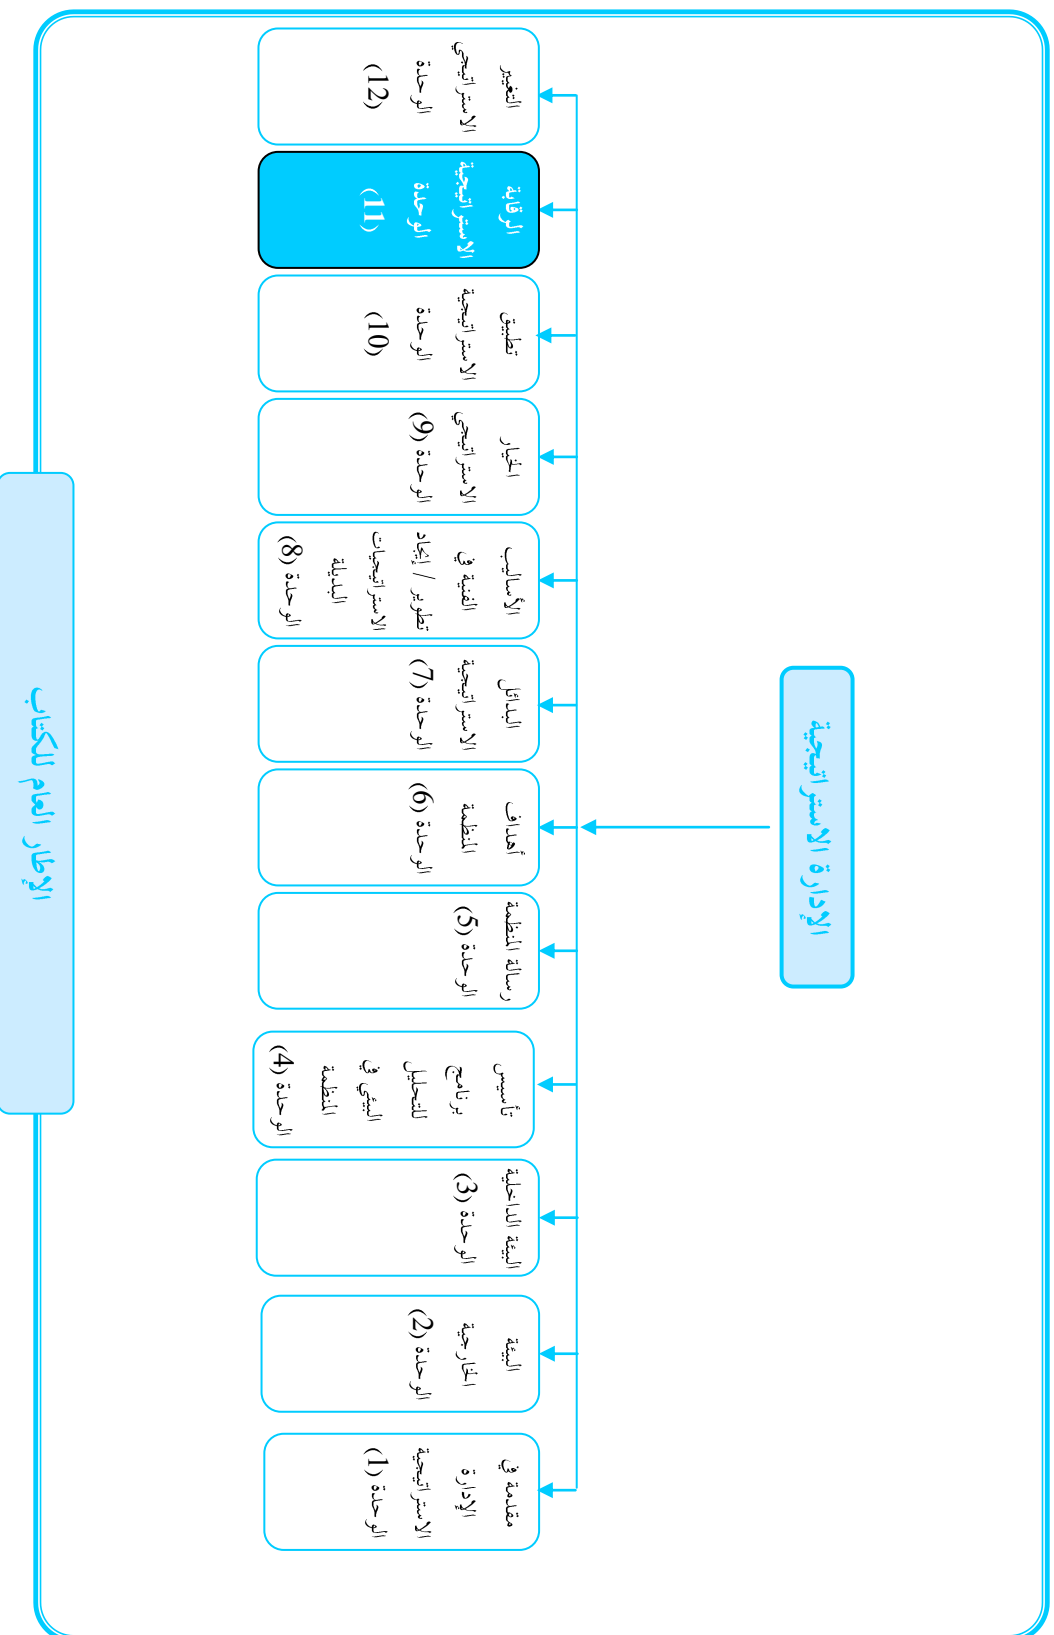 الإدارة الاستراتيجية
مقدمة في
الإدارة
الاستراتيجية
الوحدة (1)
البيئة
الخارجية
الوحدة (2)
البيئة الداخلية
الوحدة (3)
تأسيس
برنامج
للتحليل
البيئي في
المنظمة
الوحدة (4)
رسالة المنظمة
الوحدة (5)
أهداف
المنظمة
الوحدة (6)
البدائل
الاستراتيجية
الوحدة (7)
الأساليب
الفنية في
تطوير / إيجاد
الاستراتيجيات
البديلة
الوحدة (8)
الخيار
الاستراتيجي
الوحدة (9)
تطبيق
الاستراتيجية
الوحدة
(10)
الرقابة
الاستراتيجية
الوحدة
(11)
التغيير
الاستراتيجي
الوحدة
(12)
الإطار العام للكتاب